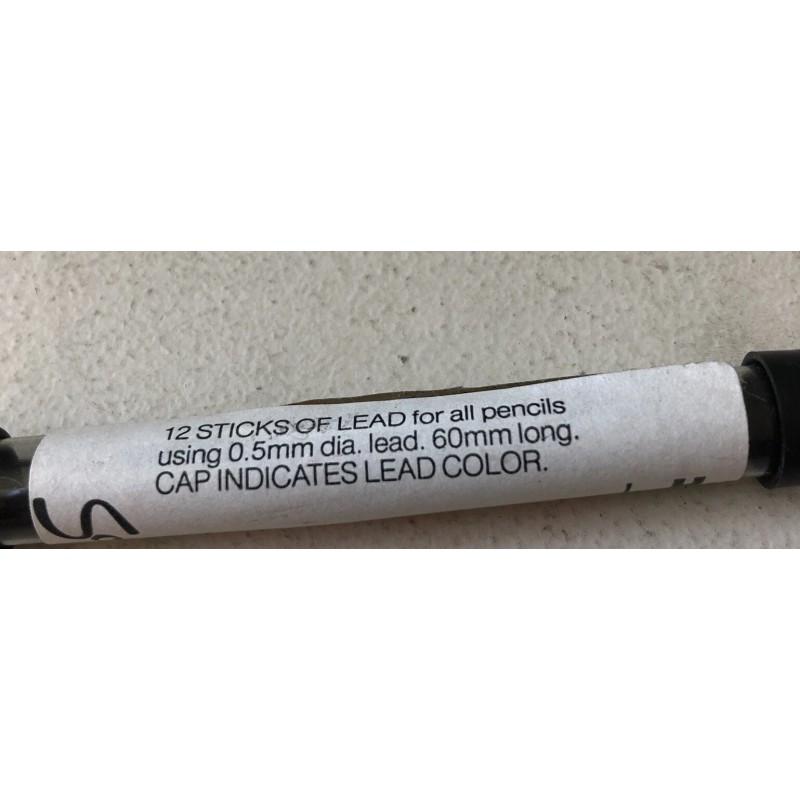 12 STICKS OF LEAD for all pencils
using 0.5mm dia. lead. 60mm long.
CAP INDICATES LEAD COLOR.